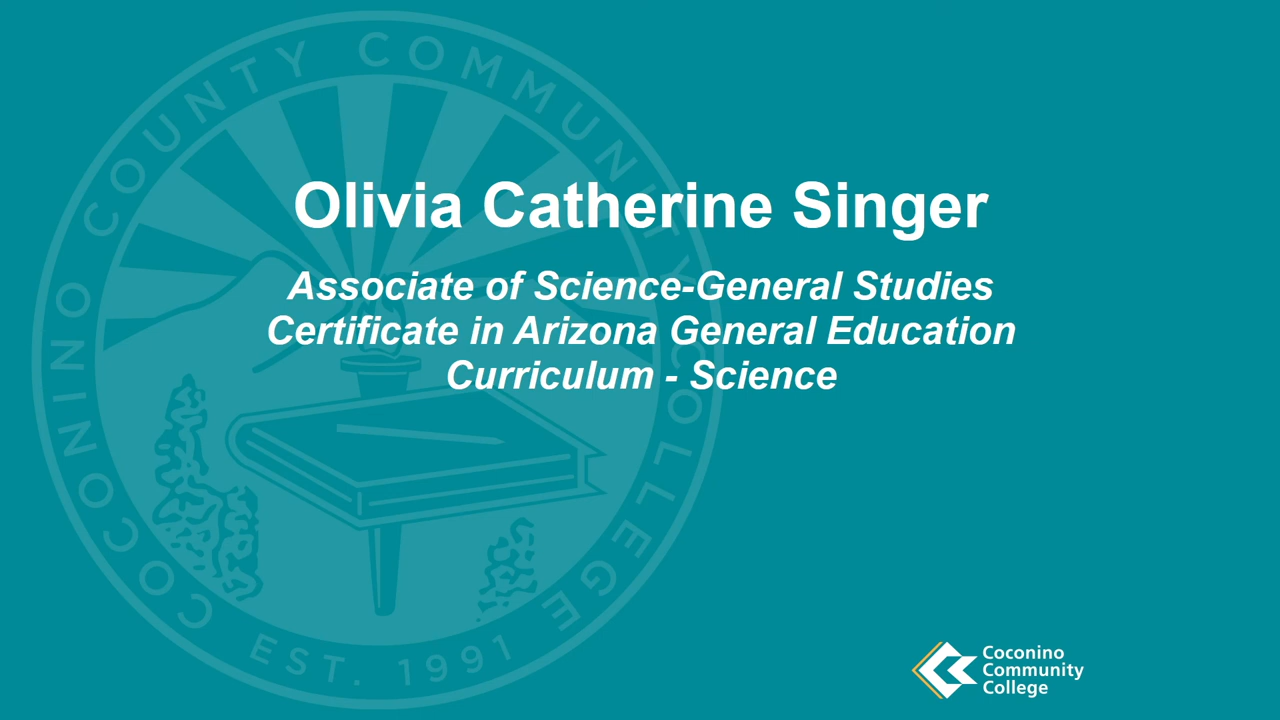 Olivia Catherine Singer
Associate of Science-General Studies
Certificate in Arizona General Education
Curriculum - Science
COCONINO COUNTY COMMUNITY COLLEGE
EST. 1991
Coconino
Community
College